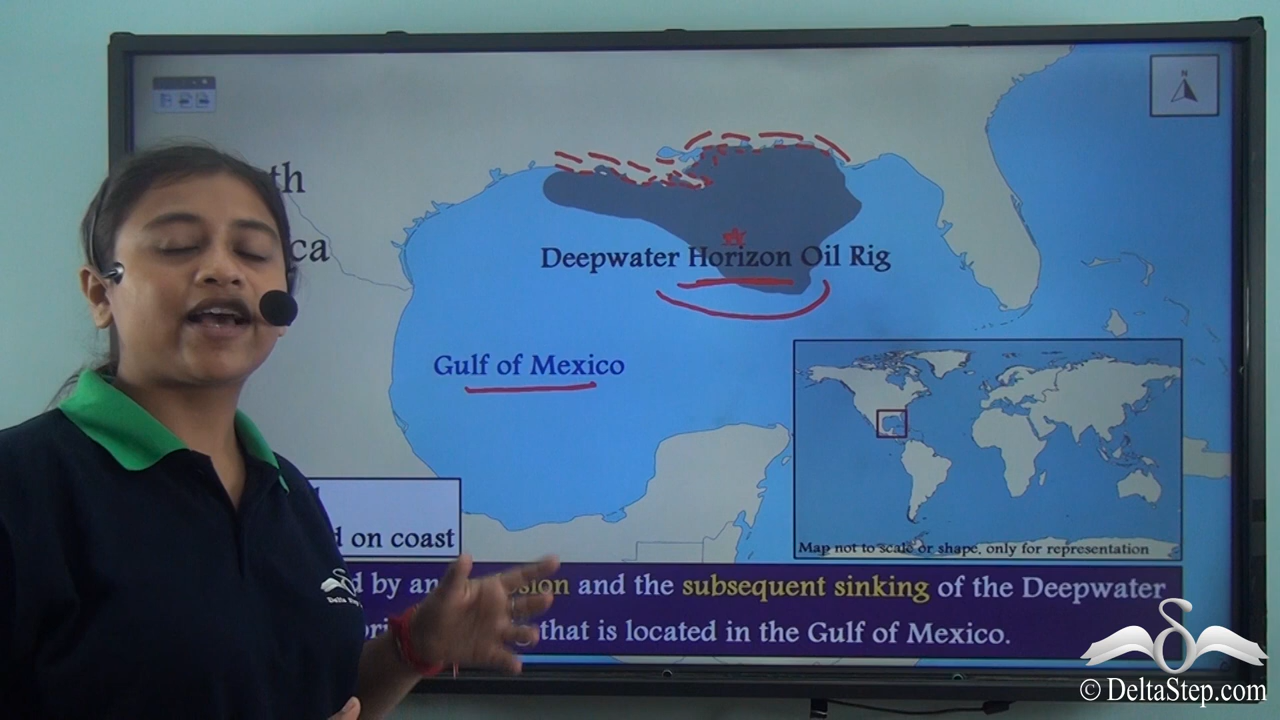 th
ca
N
Deepwater Horizon Oil Rig
Gulf of Mexico
d on coast
Map not to scale or shape, only for representation
d by an sion and the subsequent sinking of the Deepwater
that is located in the Gulf of Mexico.
Delta Step
© DeltaStep.com